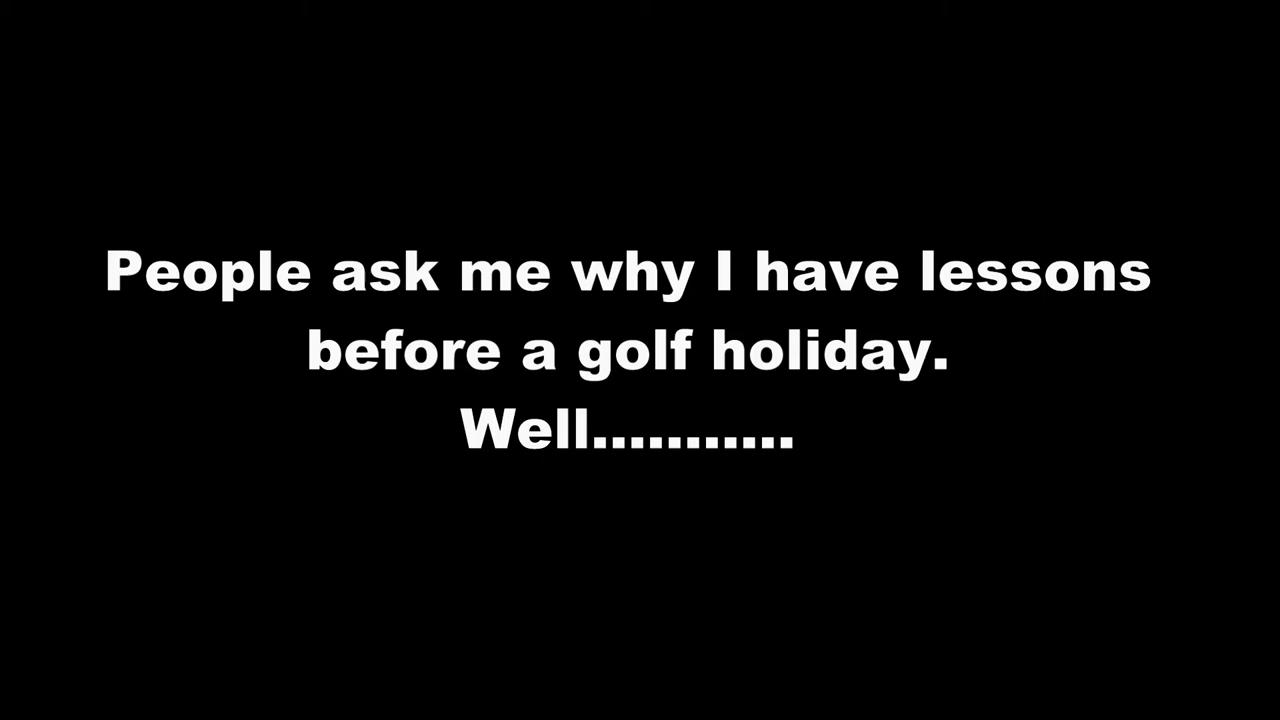 People ask me why I have lessons
before a golf holiday.
Well...........